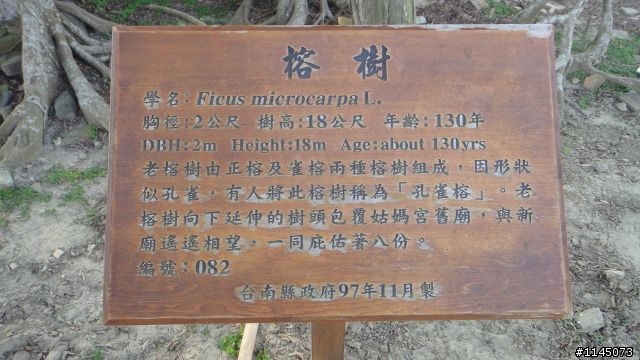 榕樹
學名：Ficus microcarpa L.
胸徑：2公尺 樹高：18公尺 年齡：130年
DBH：2m Height：18m Age：about 130yrs
老榕樹由正榕及雀榕兩種榕樹組成，因形狀
似孔雀，有人將此榕樹稱為「孔雀榕」。老
榕樹向下延伸的樹頭包覆姑媽宮舊廟，與新
廟遙遙相望，一同庇佑著八份。
編號：082
台南縣政府97年11月製
#1145073